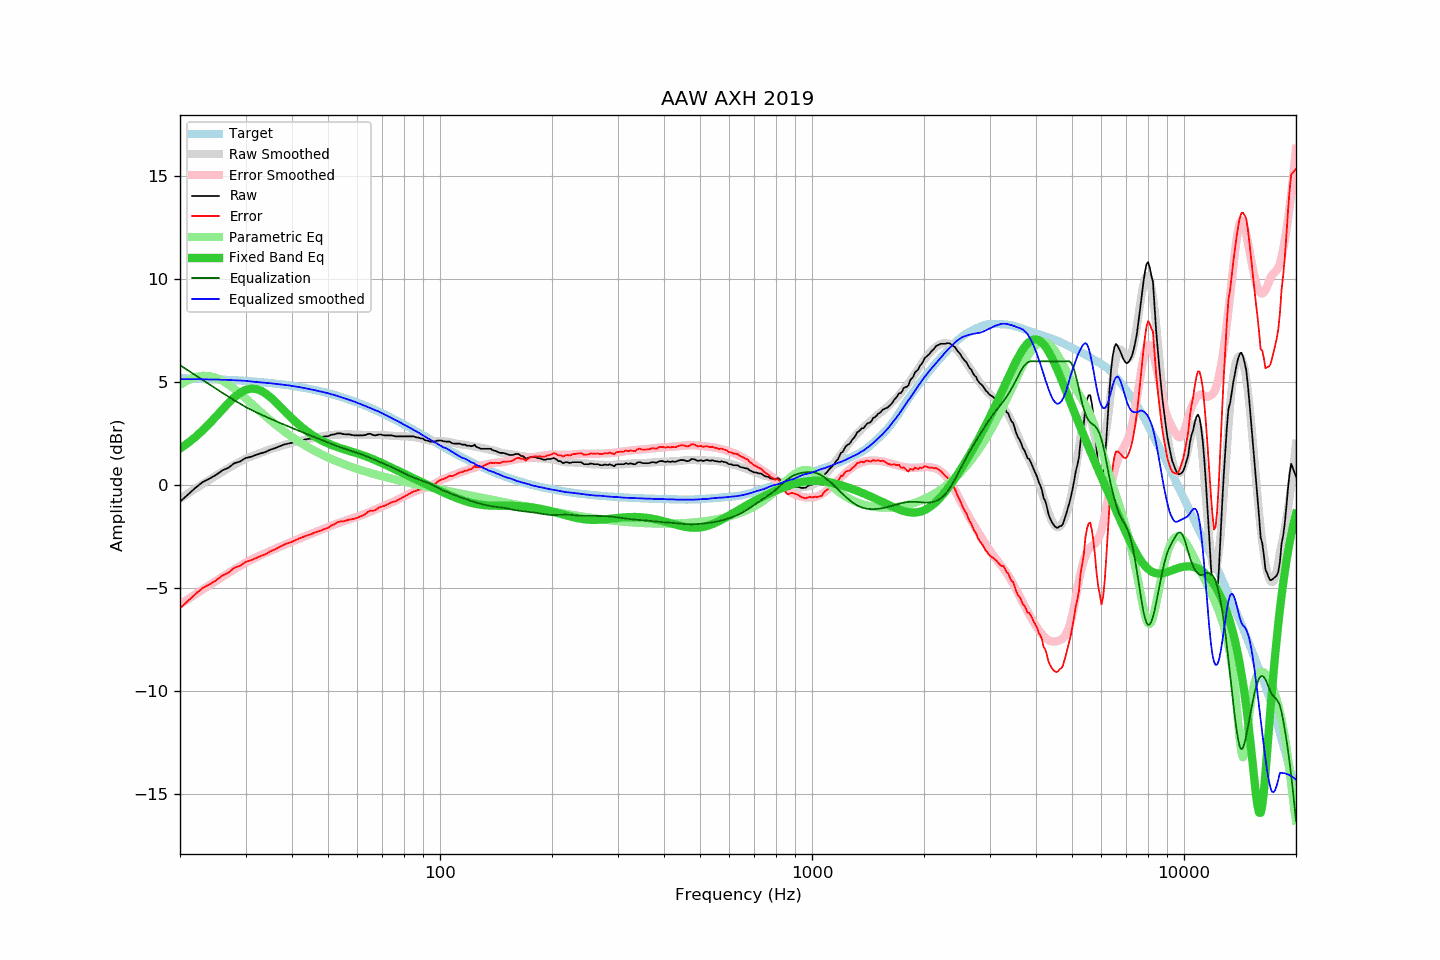 AAW AXH 2019
Target
Raw Smoothed
Error Smoothed
Raw
Error
Parametric Eq
Fixed Band Eq
Equalization
Equalized smoothed
15
10
5
0
−5
−10
−15
Amplitude (dBr)
100
1000
10000
Frequency (Hz)